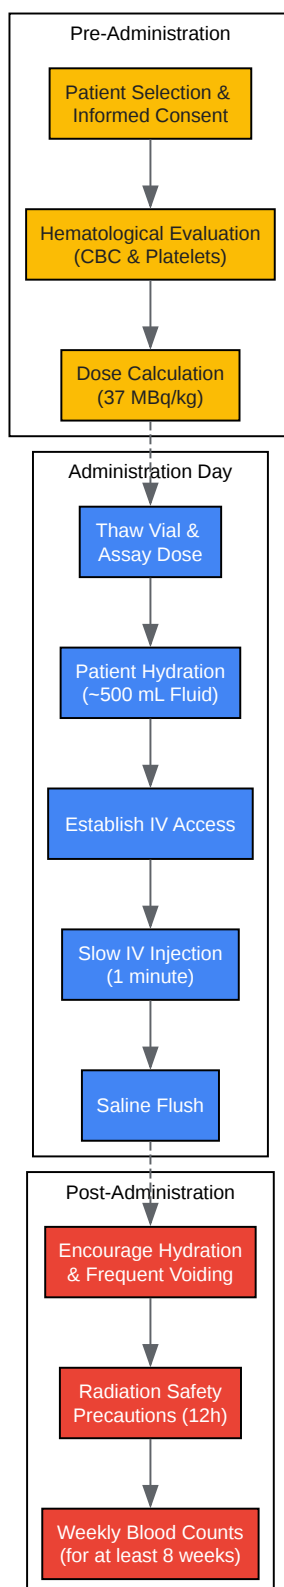 Pre-Administration
Patient Selection &
Informed Consent
Hematological Evaluation
(CBC & Platelets)
Dose Calculation
(37 MBq/kg)
Administration Day
Thaw Vial &
Assay Dose
Patient Hydration
(~500 mL Fluid)
Establish IV Access
Slow IV Injection
(1 minute)
Saline Flush
Post-Administration
Encourage Hydration
& Frequent Voiding
Radiation Safety
Precautions (12h)
Weekly Blood Counts
(for at least 8 weeks)